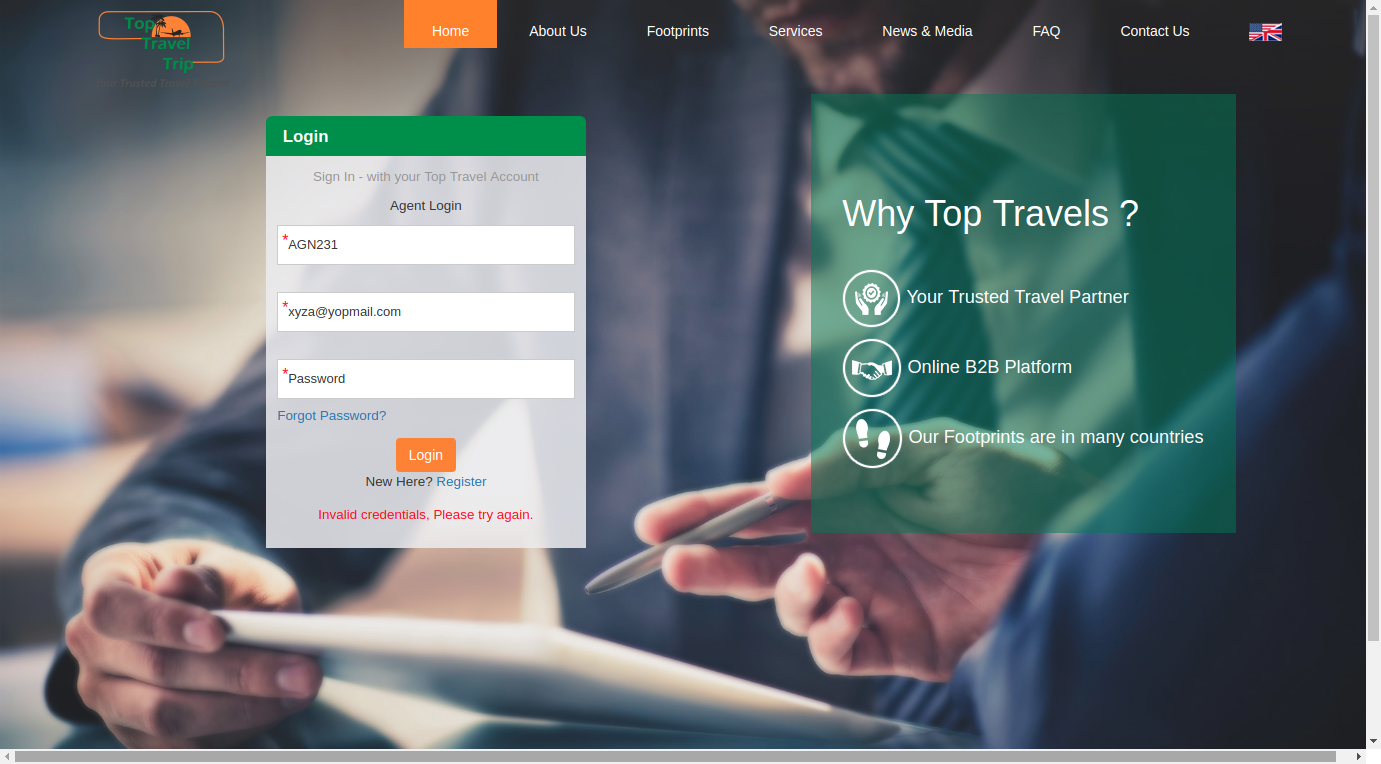 Top
Travel
Trip
Home
About Us
Footprints
Services
News & Media
FAQ
Contact Us
Login
Sign In - with your Top Travel Account
Agent Login
*AGN231
*xyza@yopmail.com
*Password
Forgot Password?
Login
New Here? Register
Invalid credentials, Please try again.
Why Top Travels ?
Your Trusted Travel Partner
Online B2B Platform
Our Footprints are in many countries